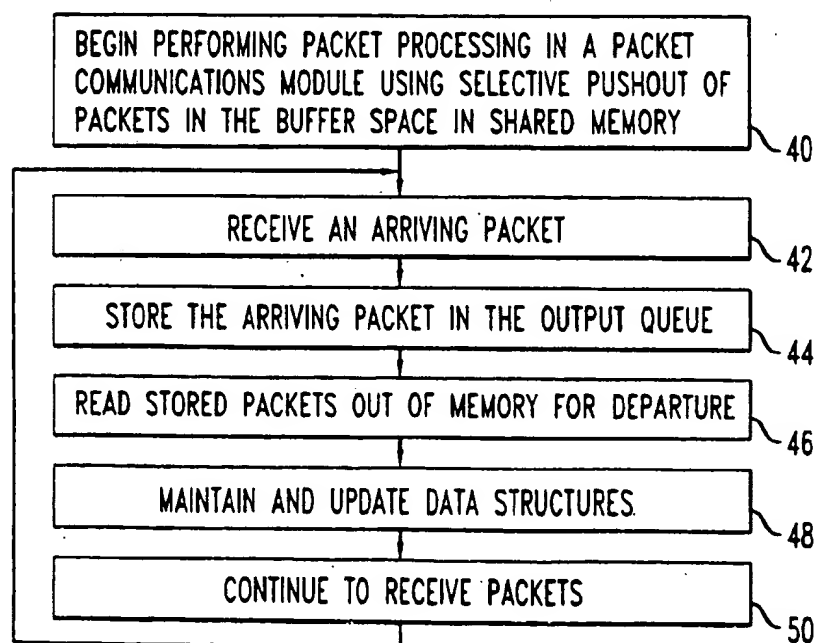 BEGIN PERFORMING PACKET PROCESSING IN A PACKET
COMMUNICATIONS MODULE USING SELECTIVE PUSHOUT OF
PACKETS IN THE BUFFER SPACE IN SHARED MEMORY
40
RECEIVE AN ARRIVING PACKET
42
STORE THE ARRIVING PACKET IN THE OUTPUT QUEUE
44
READ STORED PACKETS OUT OF MEMORY FOR DEPARTURE
46
MAINTAIN AND UPDATE DATA STRUCTURES
48
CONTINUE TO RECEIVE PACKETS
50